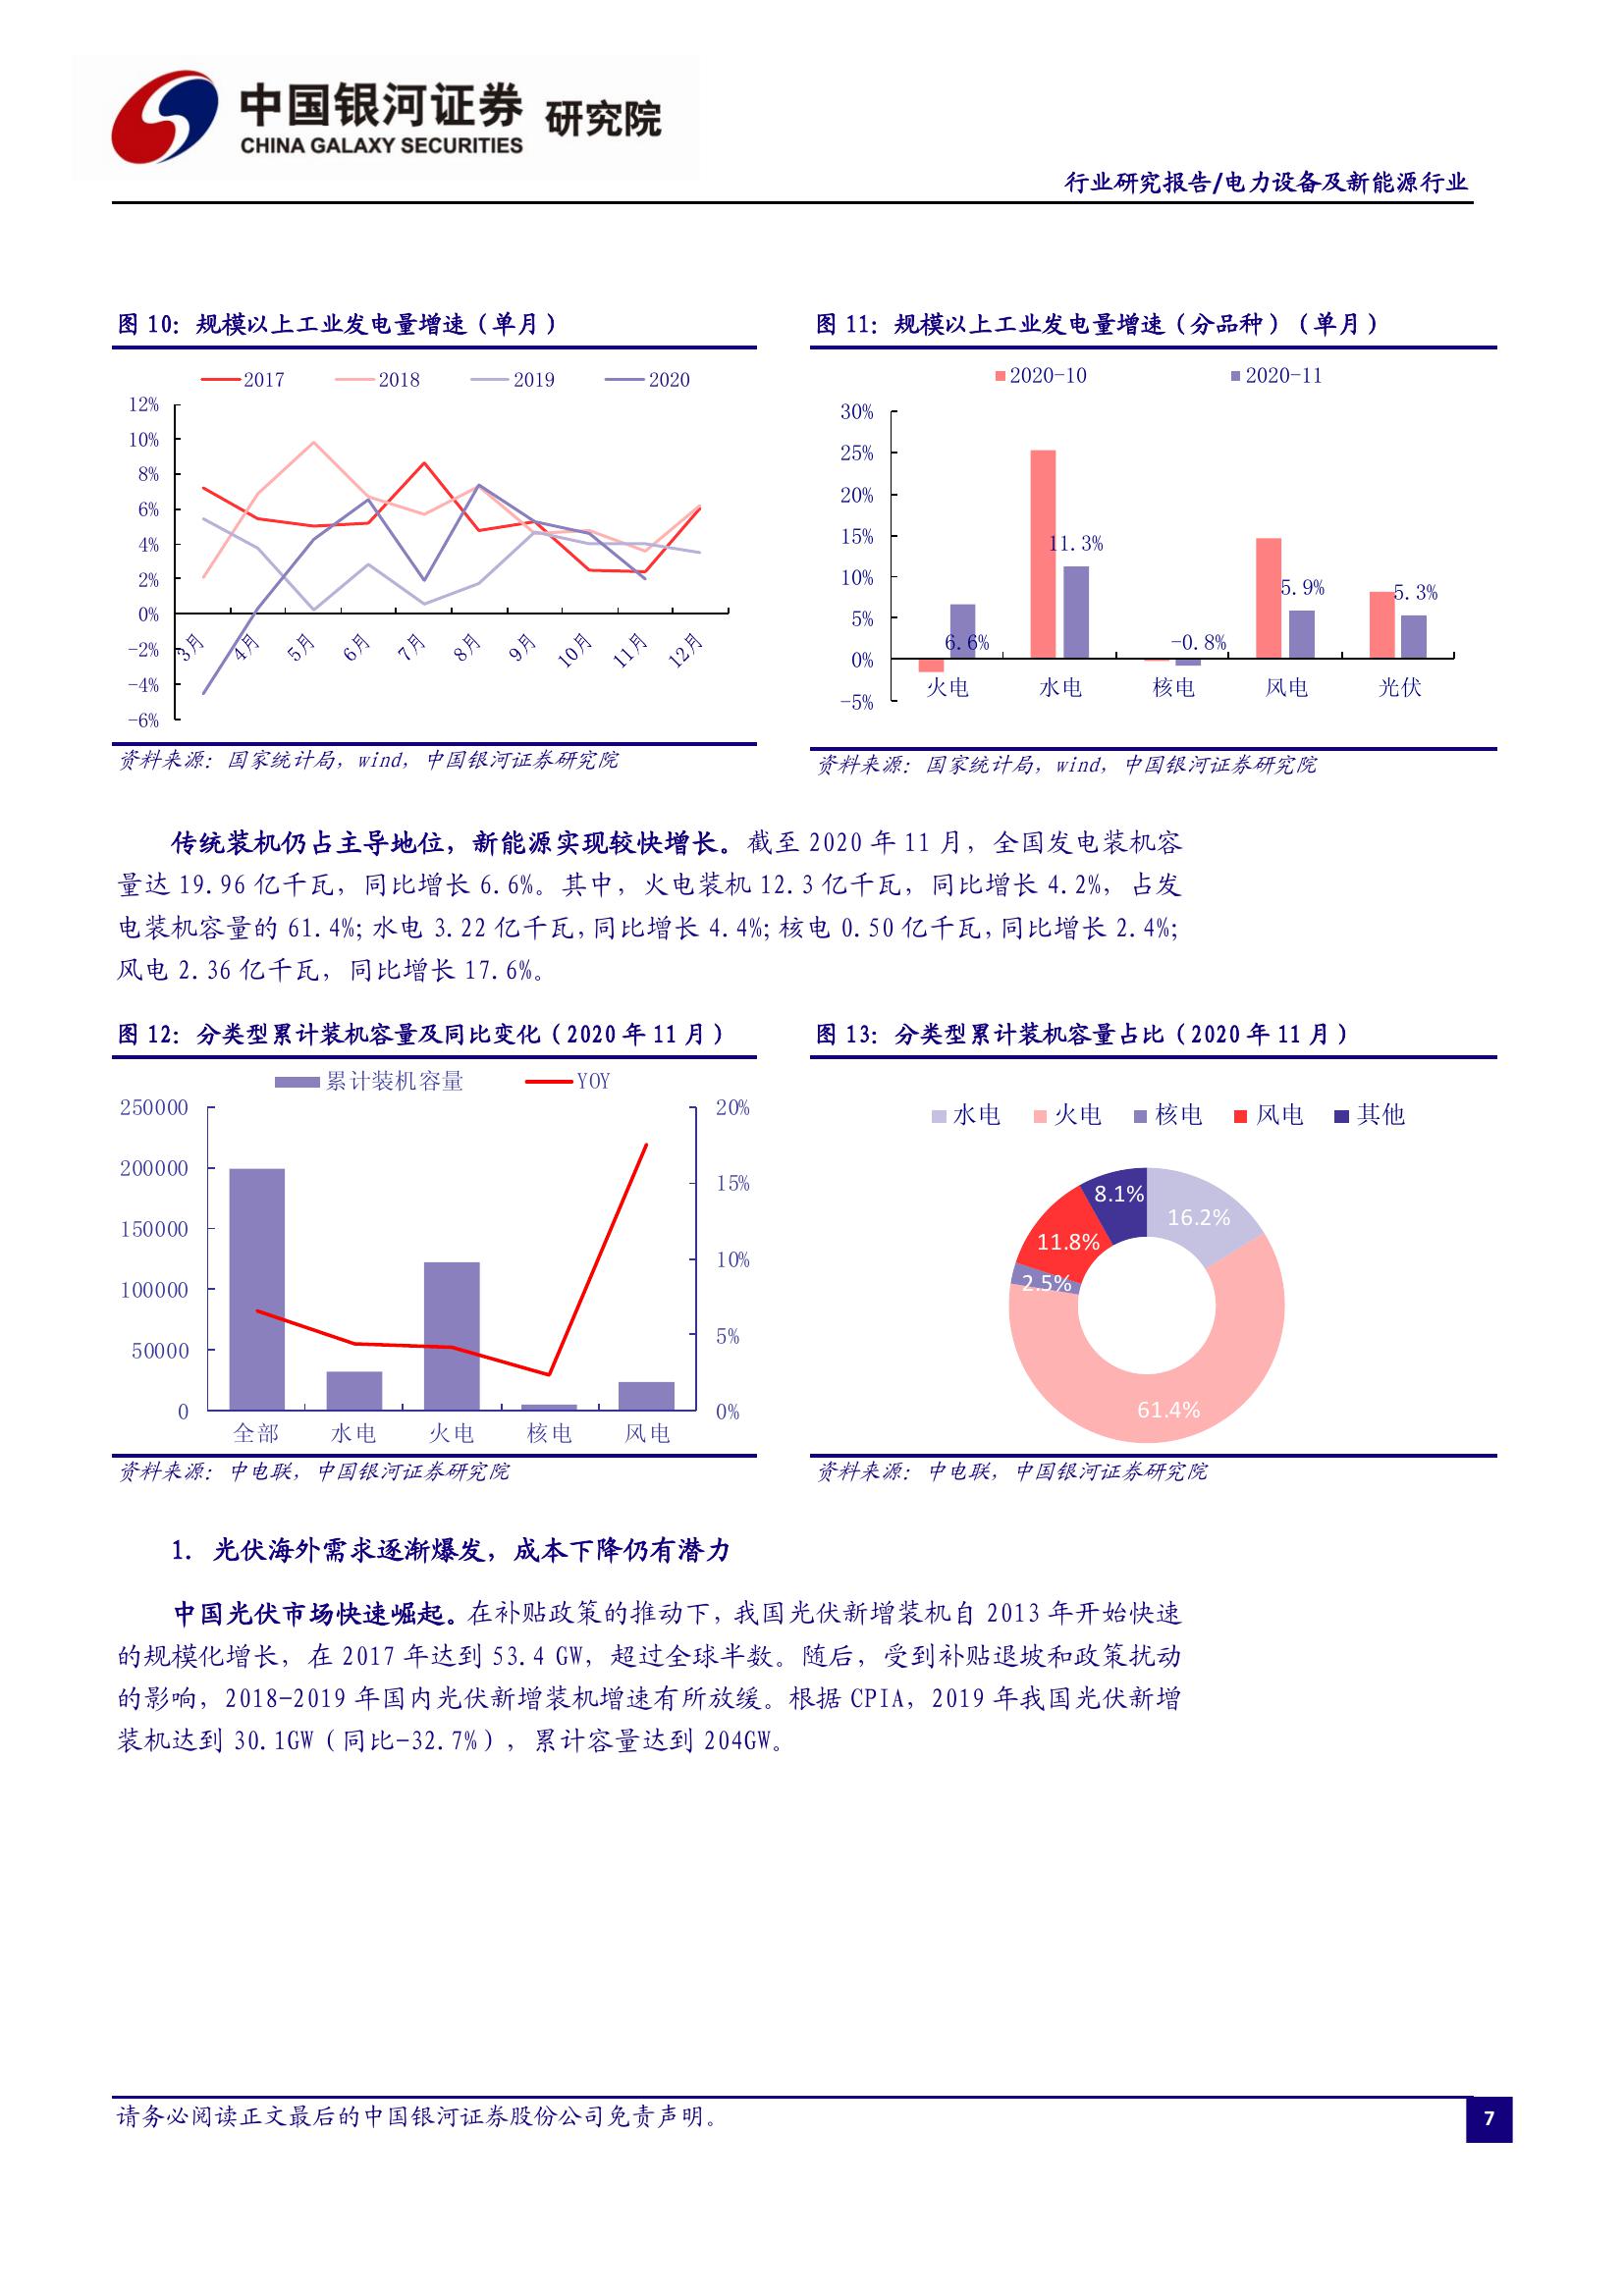 中国银河证券 研究院
CHINA GALAXY SECURITIES
行业研究报告/电力设备及新能源行业
图 10：规模以上工业发电量增速（单月）
2017 2018 2019 2020
12%
10%
8%
6%
4%
2%
0%
-2%
-4%
-6%
3月 4月 5月 6月 7月 8月 9月 10月 11月 12月
资料来源：国家统计局，wind，中国银河证券研究院
图 11：规模以上工业发电量增速（分品种）（单月）
2020-10 2020-11
30%
25%
20%
15%
10%
5%
0%
-5%
6.6% 11.3% -0.8% 5.9% 5.3%
火电 水电 核电 风电 光伏
资料来源：国家统计局，wind，中国银河证券研究院
传统装机仍占主导地位，新能源实现较快增长。截至 2020 年 11 月，全国发电装机容
量达 19.96 亿千瓦，同比增长 6.6%。其中，火电装机 12.3 亿千瓦，同比增长 4.2%，占发
电装机容量的 61.4%；水电 3.22 亿千瓦，同比增长 4.4%；核电 0.50 亿千瓦，同比增长 2.4%；
风电 2.36 亿千瓦，同比增长 17.6%。
图 12：分类型累计装机容量及同比变化（2020 年 11 月）
累计装机容量 YOY
250000
200000
150000
100000
50000
0
20%
15%
10%
5%
0%
全部 水电 火电 核电 风电
资料来源：中电联，中国银河证券研究院
图 13：分类型累计装机容量占比（2020 年 11 月）
水电 火电 核电 风电 其他
8.1%
16.2%
11.8%
2.5%
61.4%
资料来源：中电联，中国银河证券研究院
1. 光伏海外需求逐渐爆发，成本下降仍有潜力
中国光伏市场快速崛起。在补贴政策的推动下，我国光伏新增装机自 2013 年开始快速
的规模化增长，在 2017 年达到 53.4 GW，超过全球半数。随后，受到补贴退坡和政策扰动
的影响，2018-2019 年国内光伏新增装机增速有所放缓。根据 CPIA，2019 年我国光伏新增
装机达到 30.1GW（同比-32.7%），累计容量达到 204GW。
请务必阅读正文最后的中国银河证券股份公司免责声明。
7